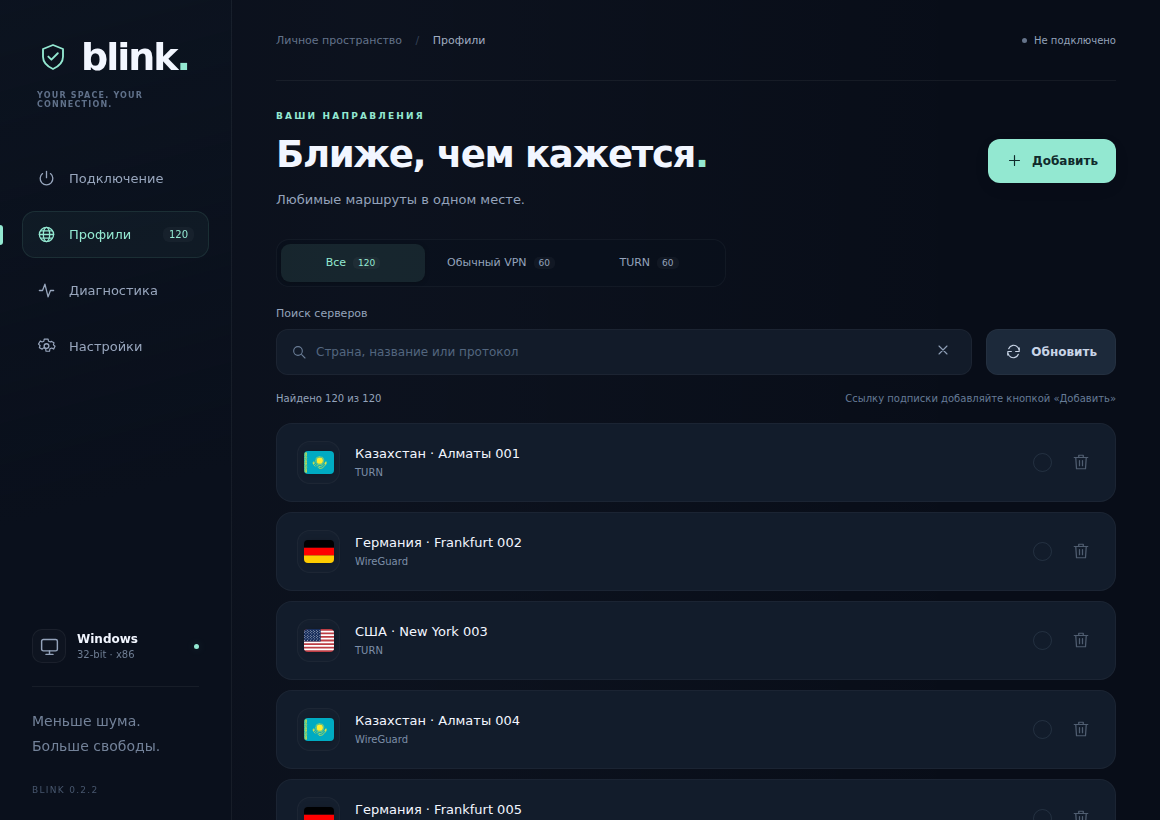 blink.
YOUR SPACE. YOUR
CONNECTION.
Подключение
Профили 120
Диагностика
Настройки
Windows
32-bit · x86
Меньше шума.
Больше свободы.
BLINK 0.2.2
Личное пространство / Профили
Не подключено
ВАШИ НАПРАВЛЕНИЯ
Ближе, чем кажется.
Любимые маршруты в одном месте.
Добавить
Все 120
Обычный VPN 60
TURN 60
Поиск серверов
Страна, название или протокол
Обновить
Найдено 120 из 120
Ссылку подписки добавляйте кнопкой «Добавить»
Казахстан · Алматы 001
TURN
Германия · Frankfurt 002
WireGuard
США · New York 003
TURN
Казахстан · Алматы 004
WireGuard
Германия · Frankfurt 005